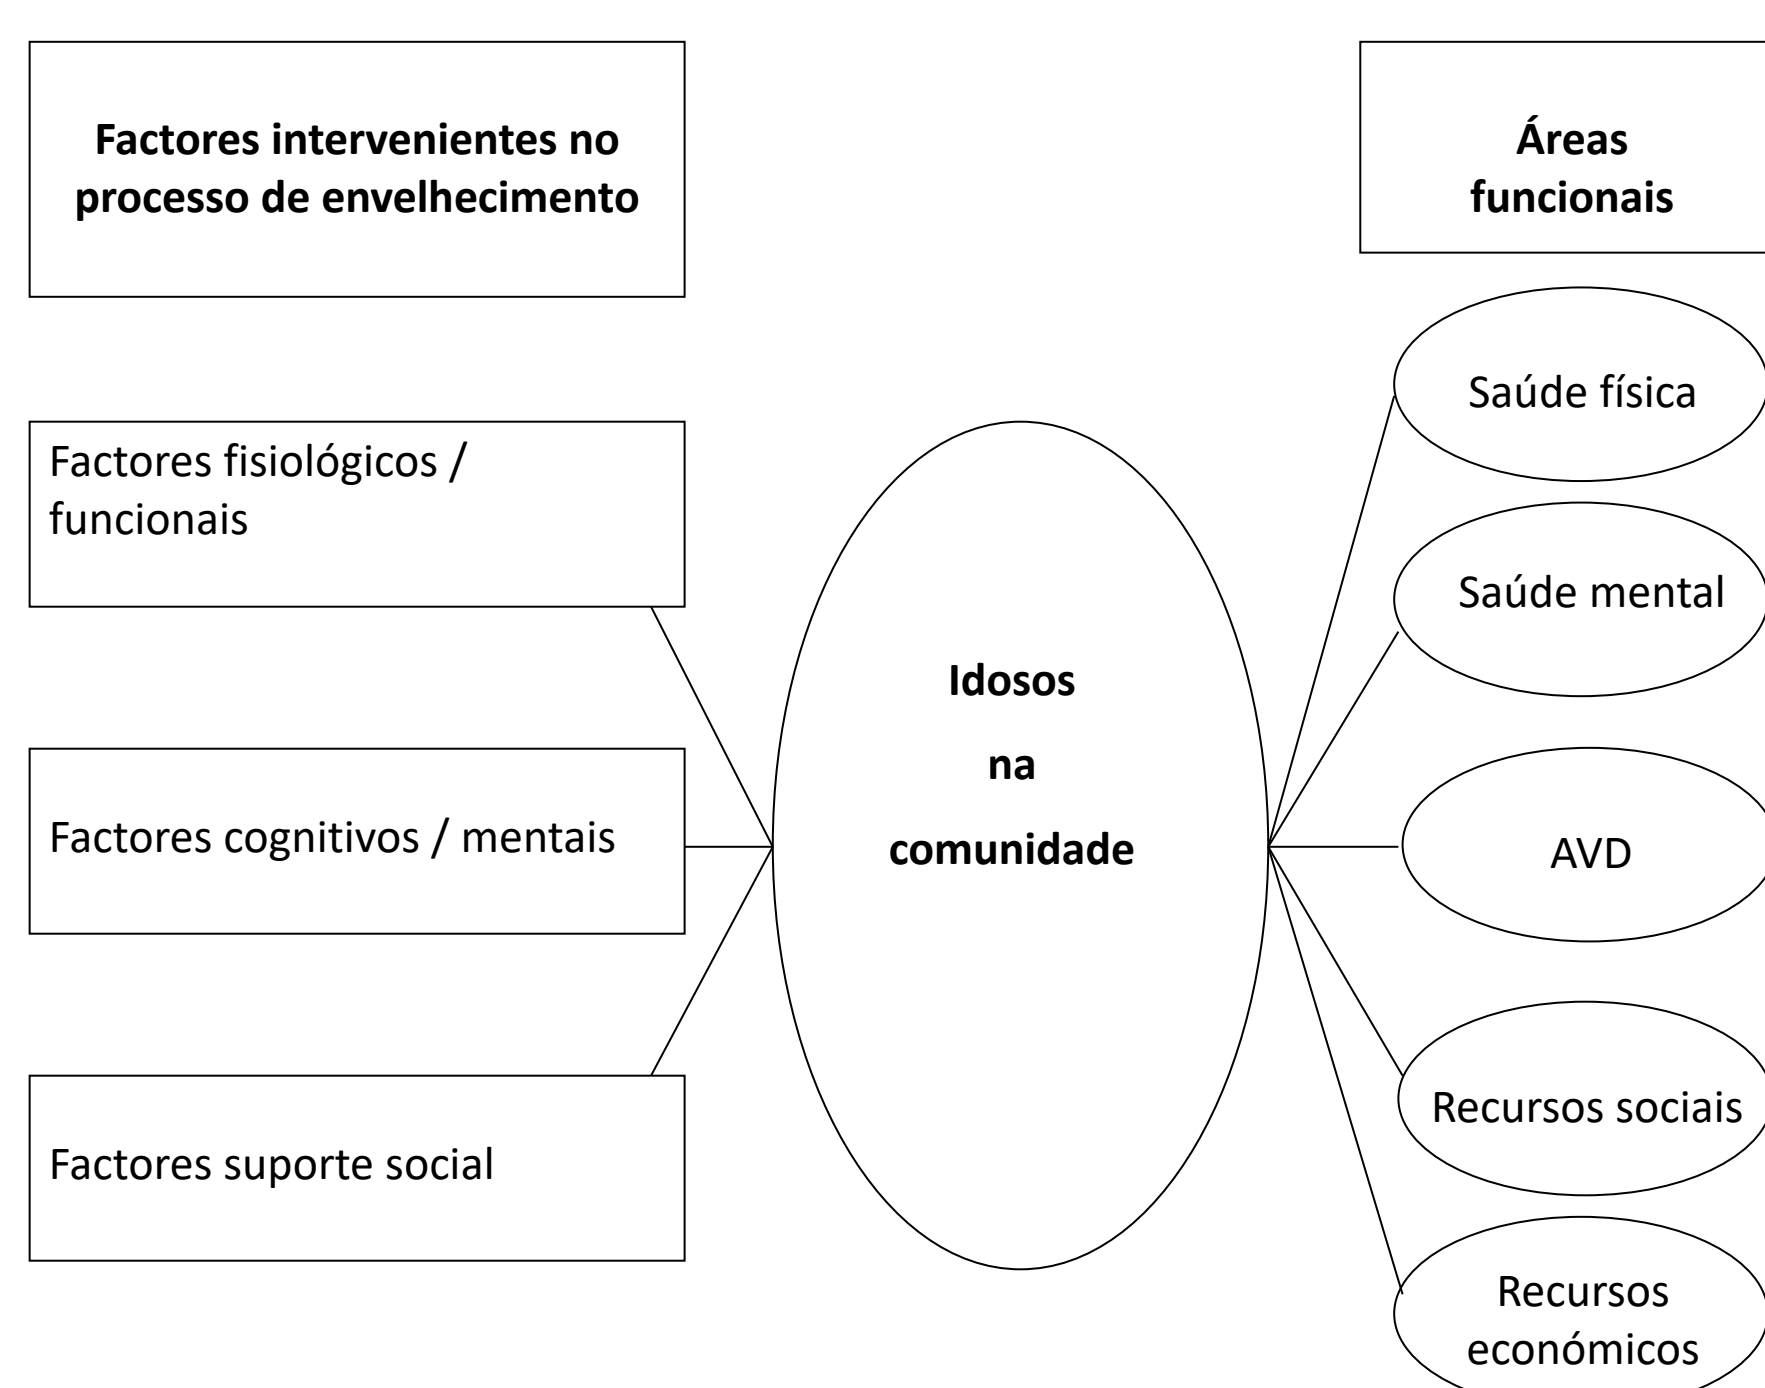 Factores intervenientes no
processo de envelhecimento
Factores fisiológicos /
funcionais
Factores cognitivos / mentais
Factores suporte social
Idosos
na
comunidade
Áreas
funcionais
Saúde física
Saúde mental
AVD
Recursos sociais
Recursos
económicos